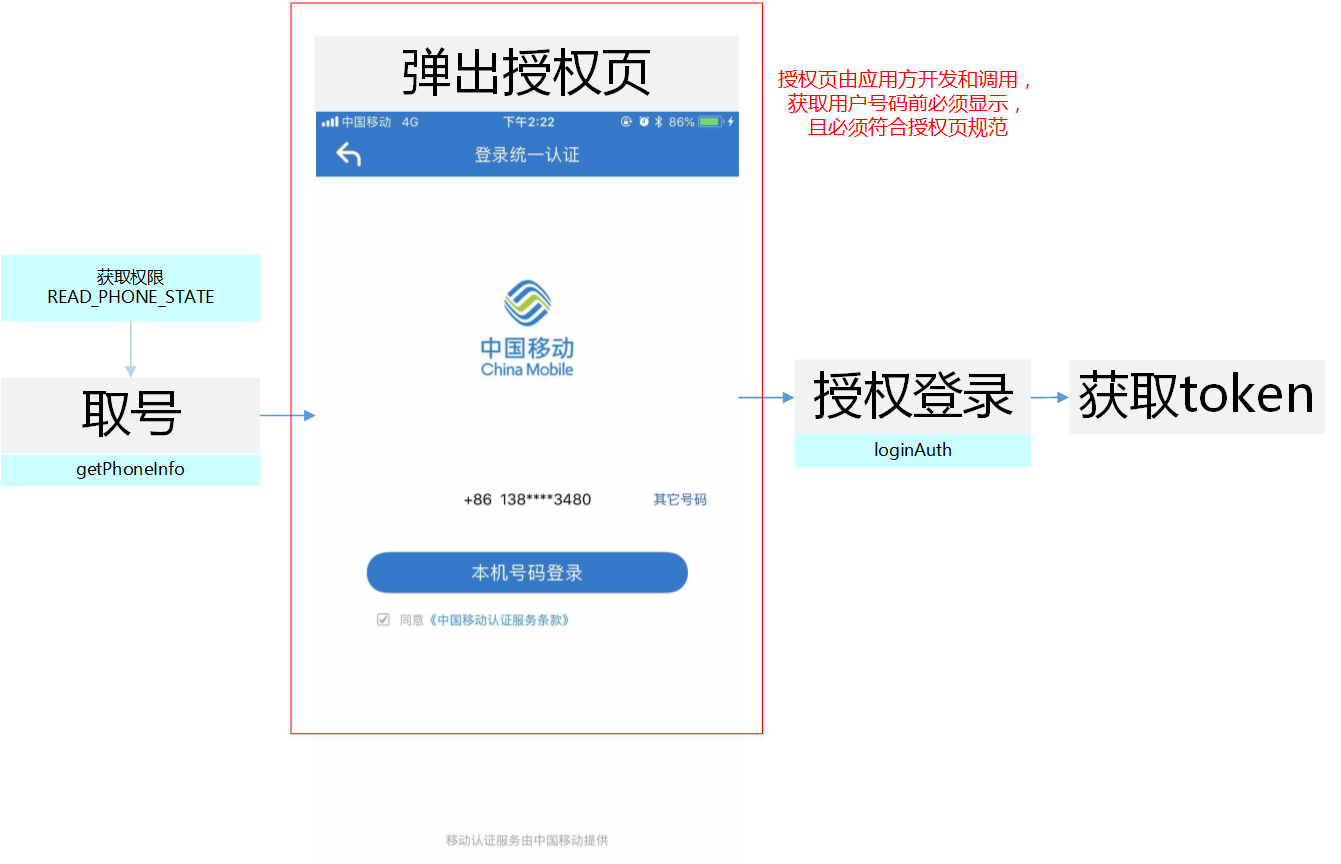 获取权限
READ_PHONE_STATE
取号
getPhoneInfo
弹出授权页
中国移动 4G 下午2:22 86%
登录统一认证
中国移动
China Mobile
+86 138****3480 其它号码
本机号码登录
同意《中国移动认证服务条款》
移动认证服务由中国移动提供
授权页由应用方开发和调用，
获取用户号码前必须显示，
且必须符合授权页规范
授权登录
loginAuth
获取token